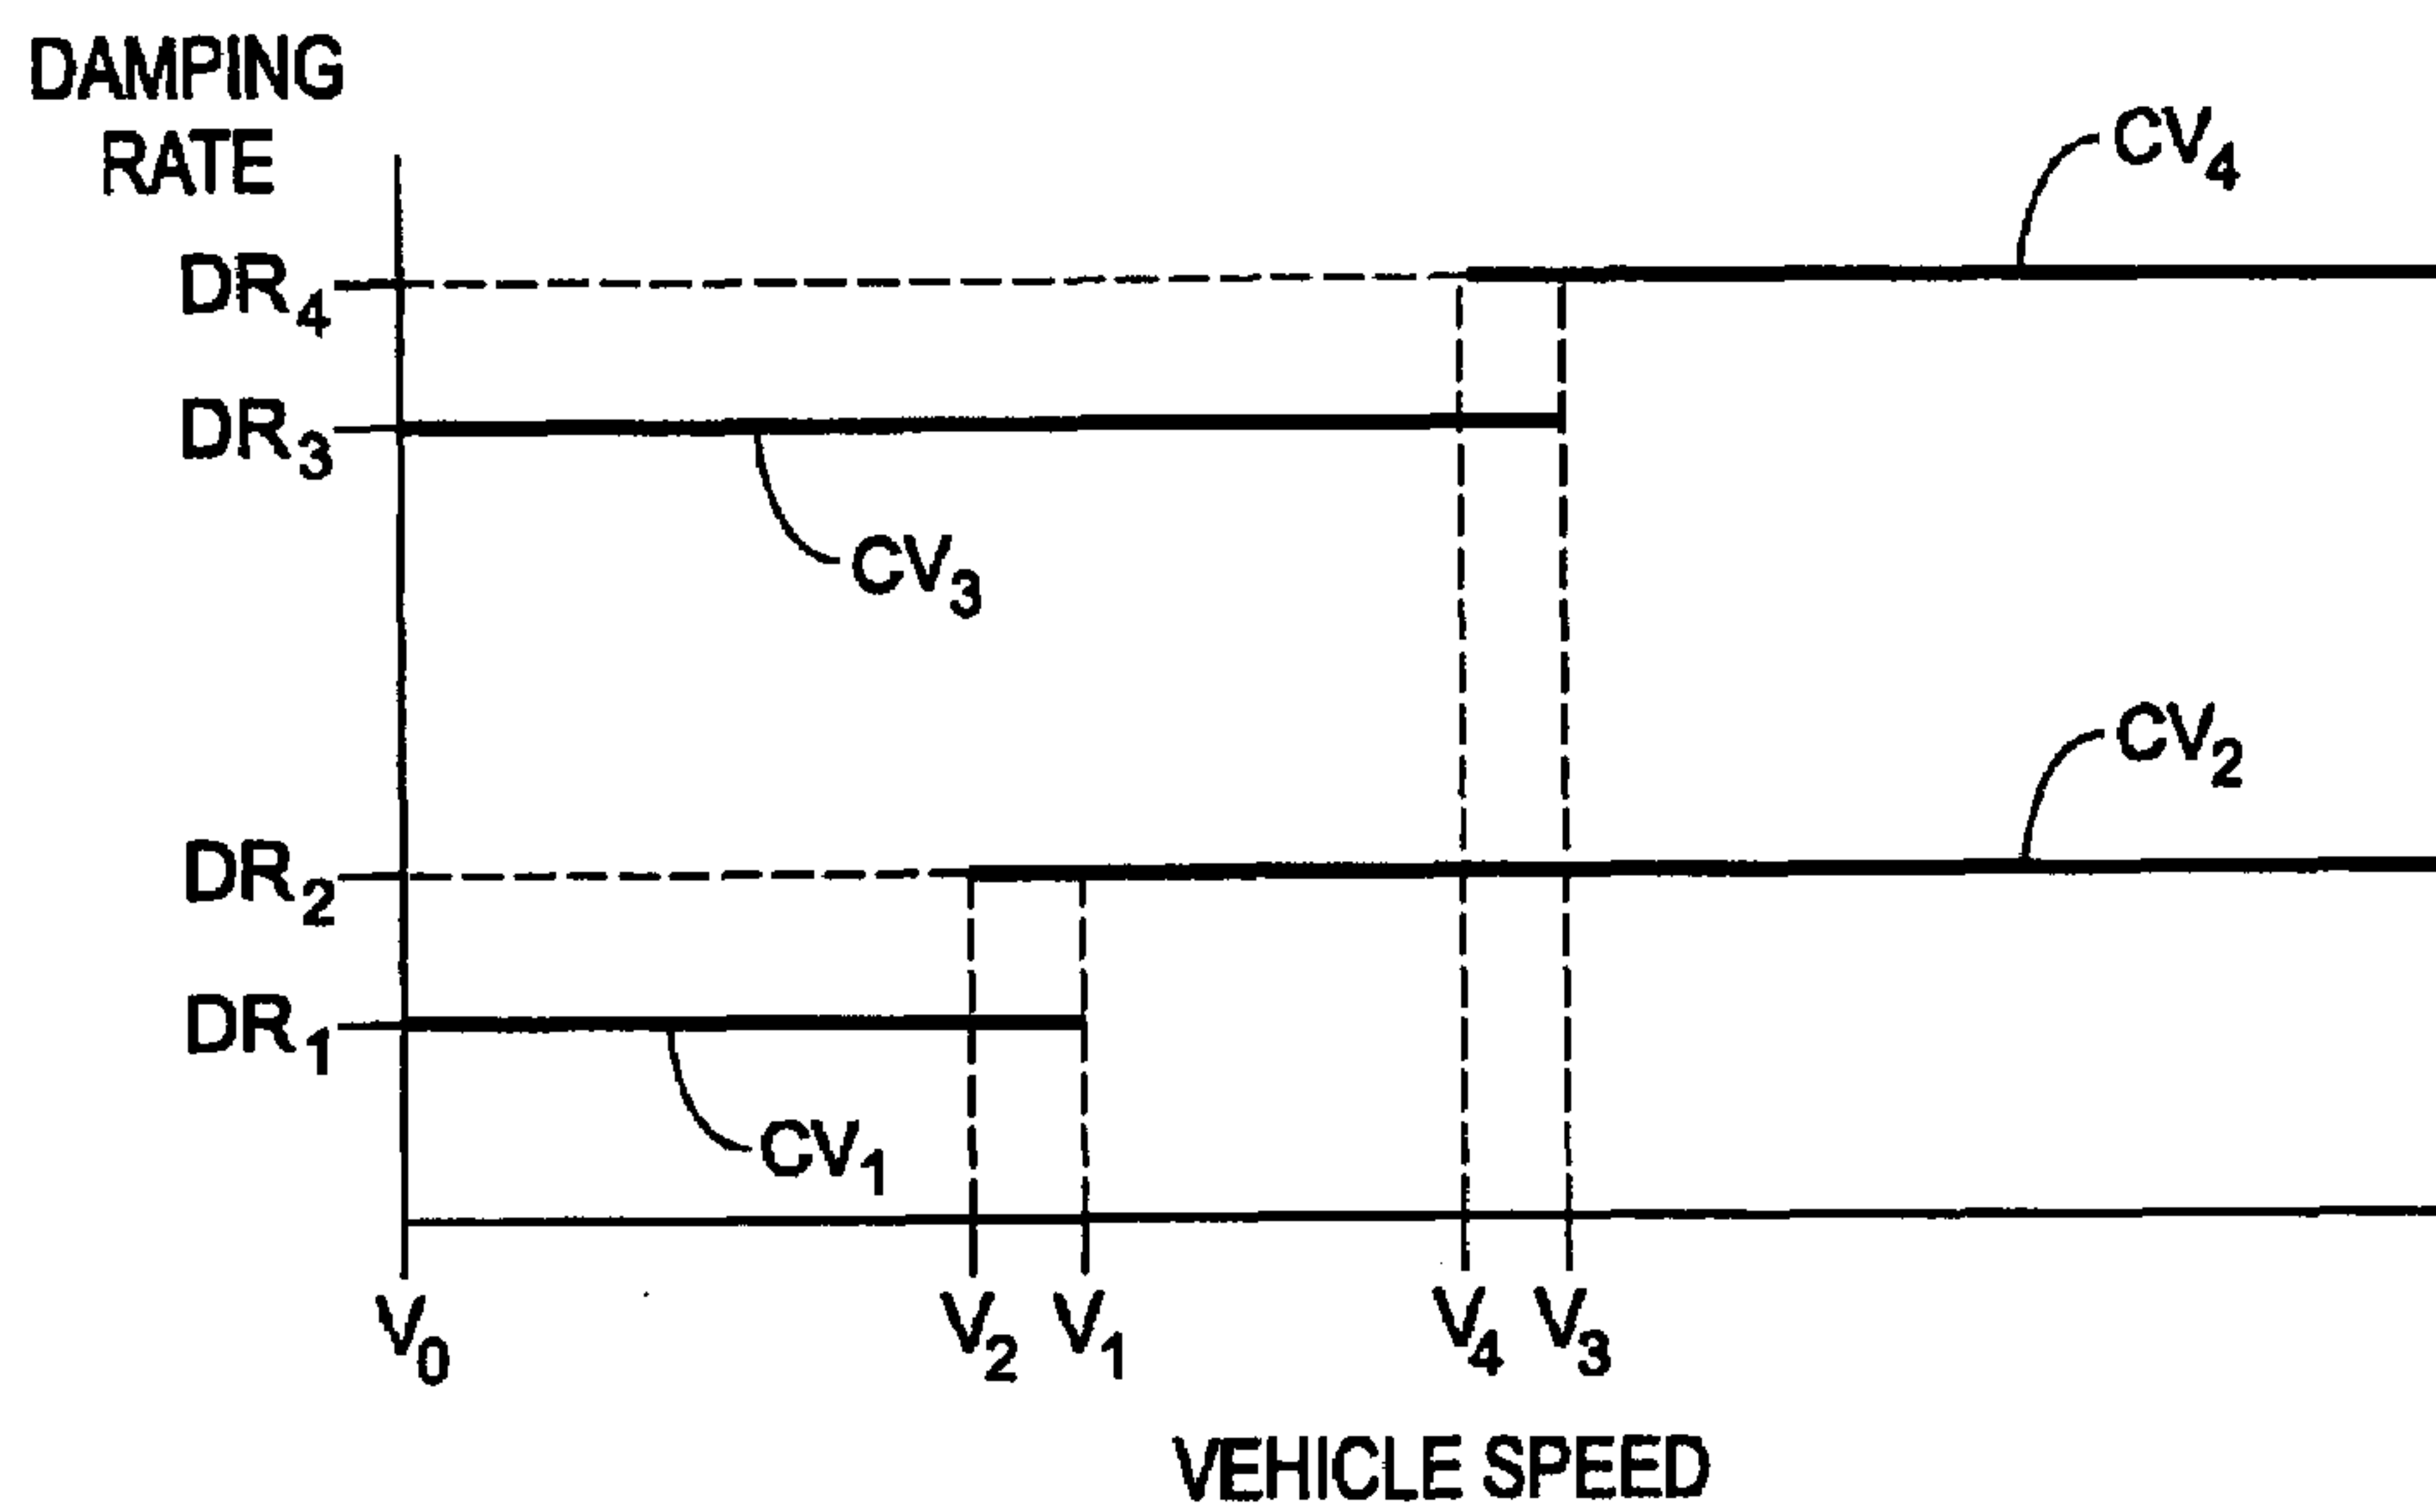 DAMPING
RATE
CV₄
DR₄
DR₃
CV₃
CV₂
DR₂
DR₁
CV₁
V₀ V₂ V₁ V₄ V₃
VEHICLE SPEED